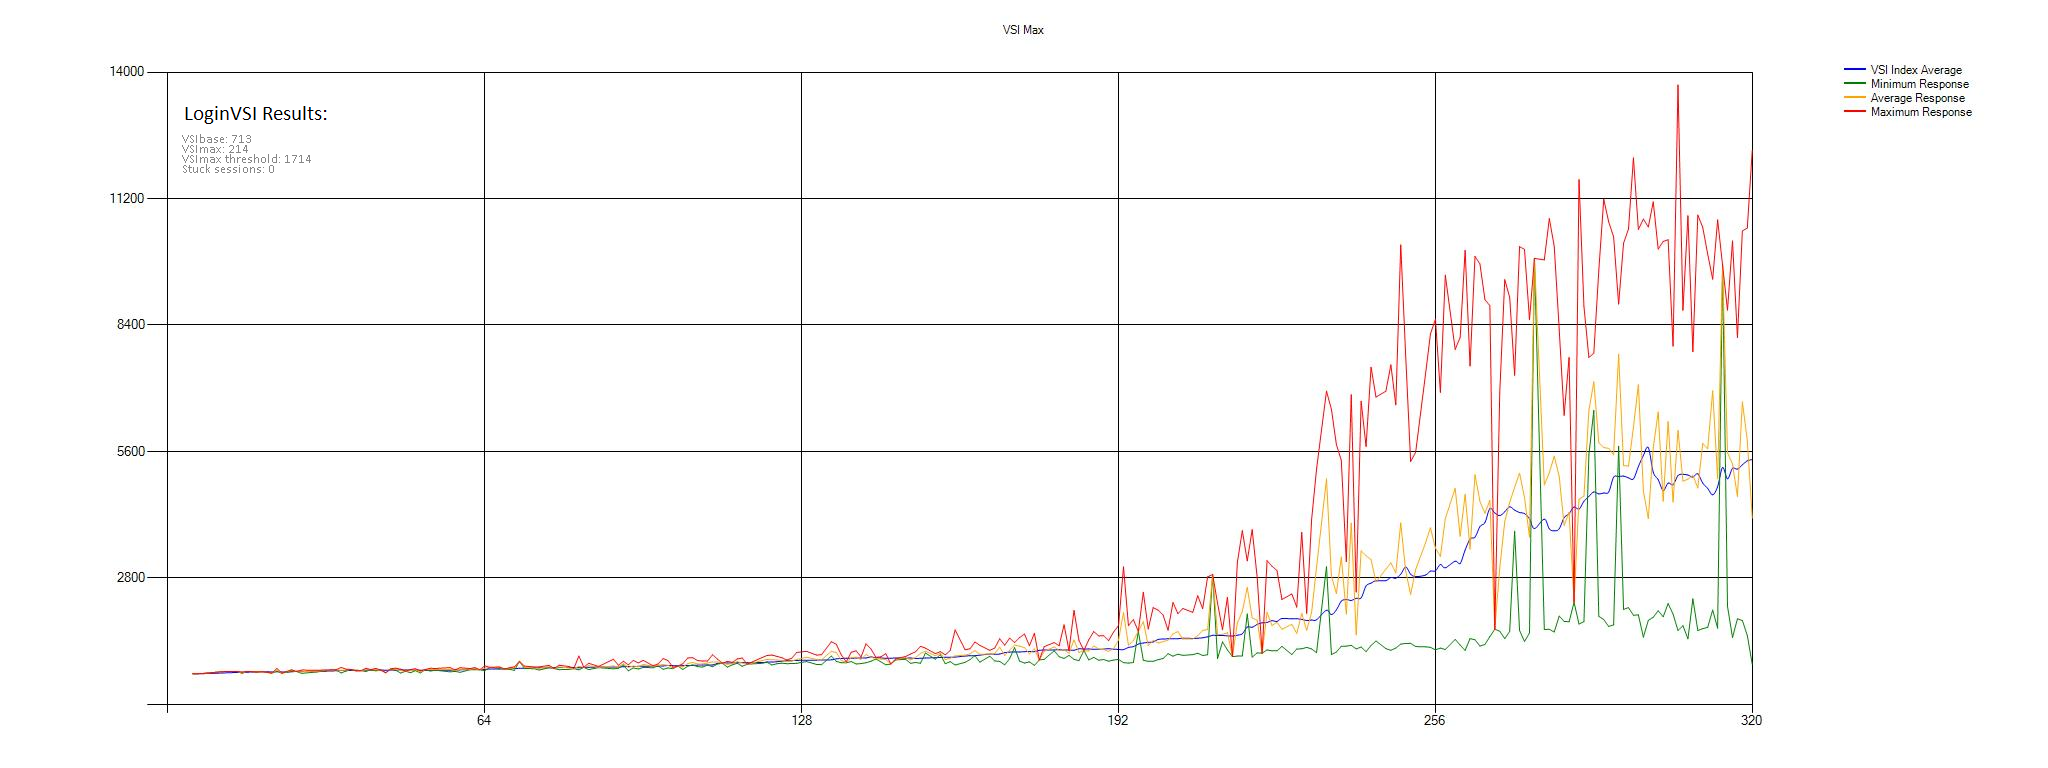 VSI Max
VSI Index Average
Minimum Response
Average Response
Maximum Response
14000
LoginVSI Results:
VSIbase: 713
VSImax: 214
VSImax threshold: 1714
Stuck sessions: 0
11200
8400
5600
2800
64
128
192
256
320